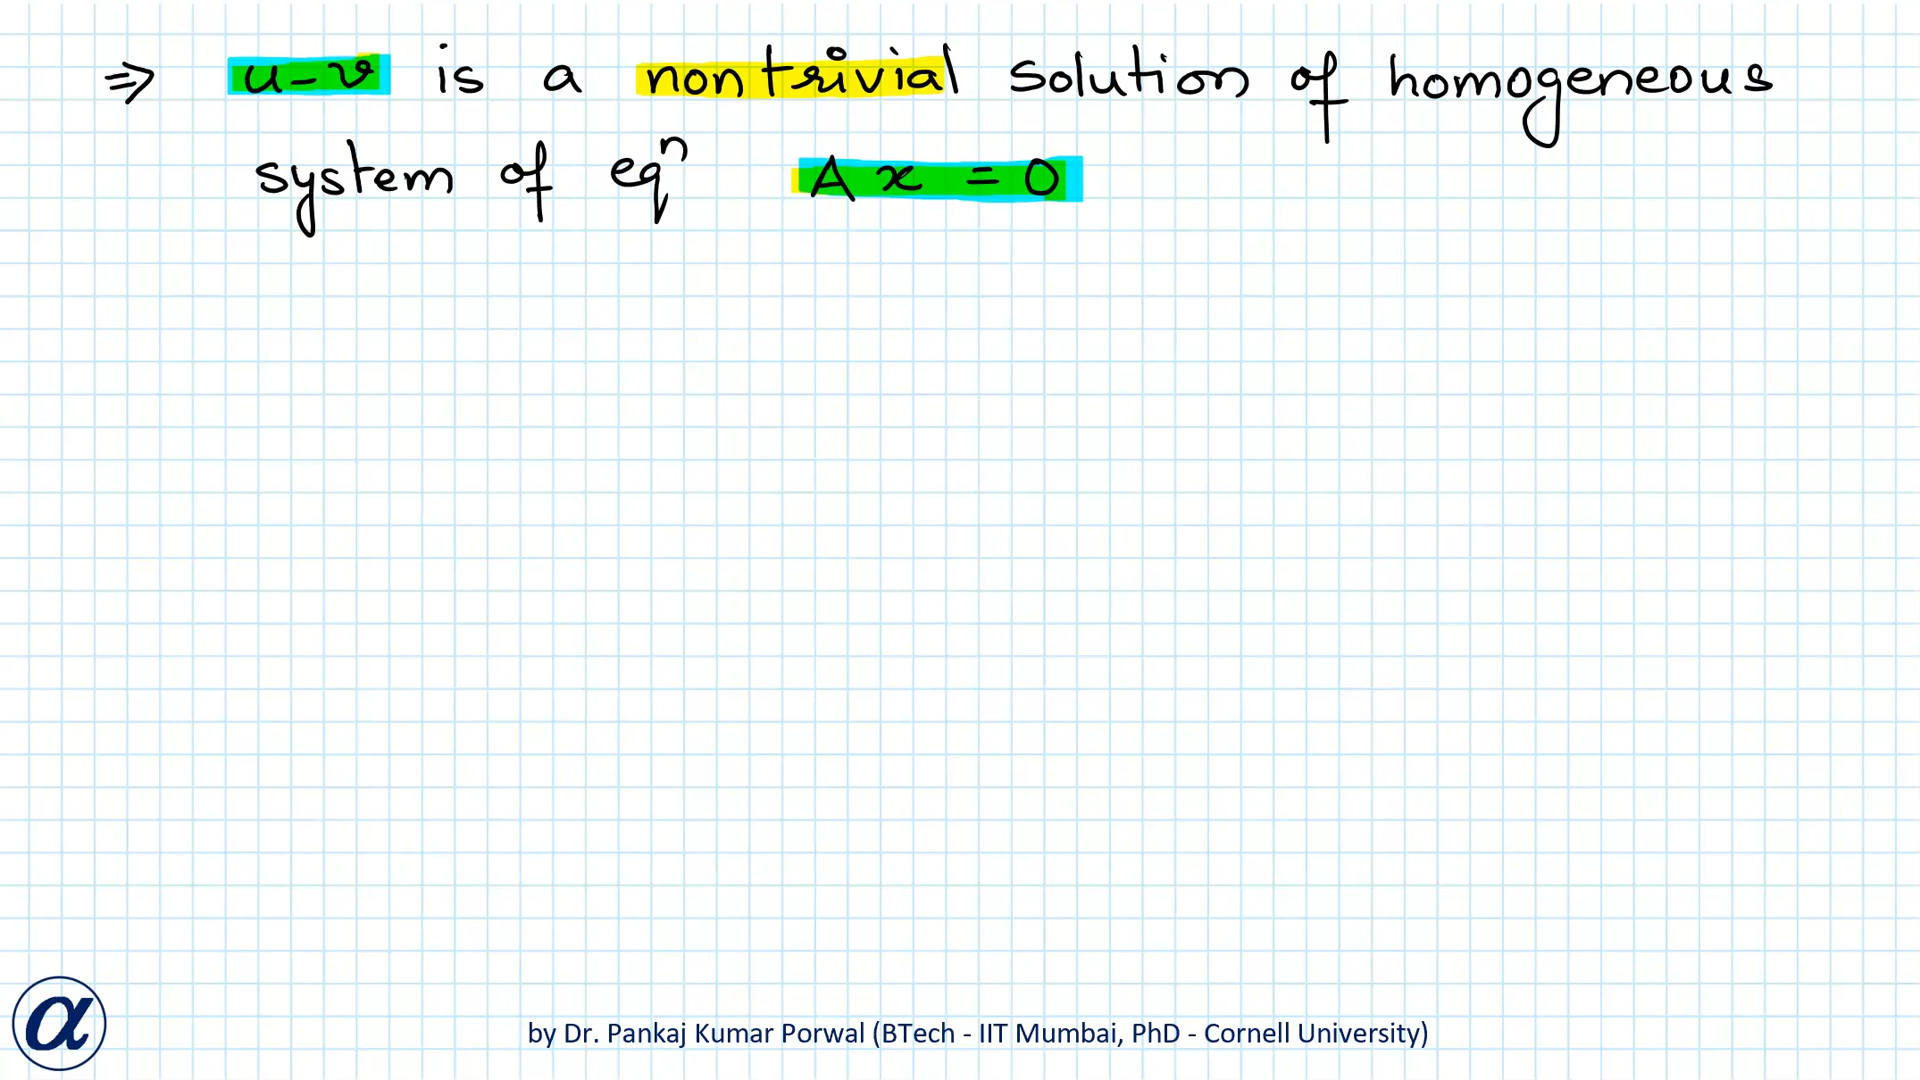 ⇒ u-v is a nontrivial solution of homogeneous
system of eqⁿ Ax = 0
α
by Dr. Pankaj Kumar Porwal (BTech - IIT Mumbai, PhD - Cornell University)